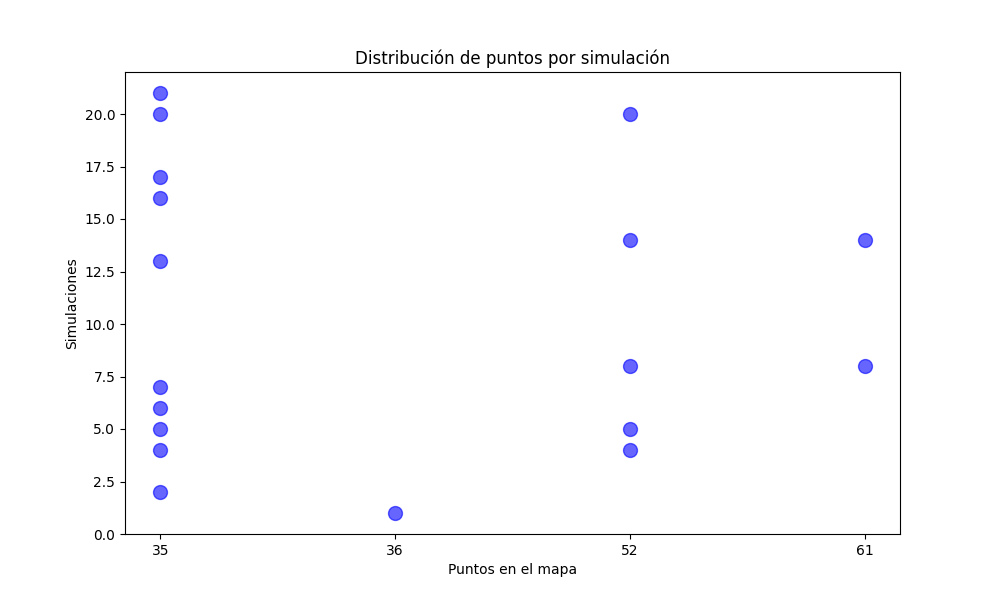 Distribución de puntos por simulación
20.0
17.5
15.0
12.5
10.0
7.5
5.0
2.5
0.0
Simulaciones
35 36 52 61
Puntos en el mapa